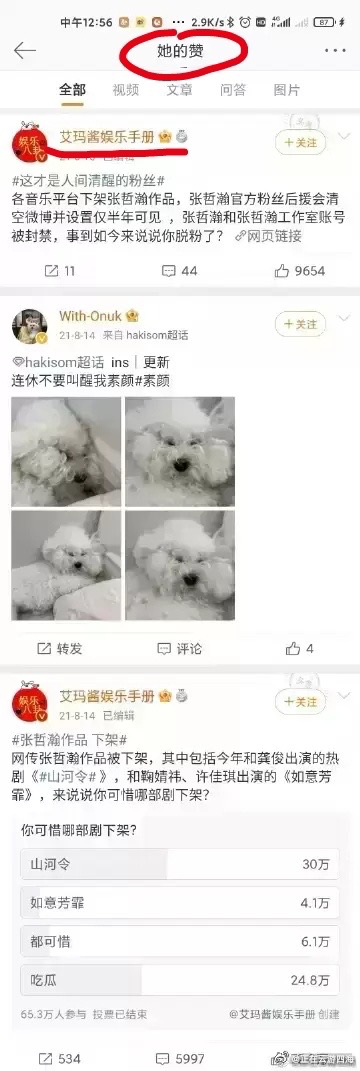 中午12:56 ... 2.9K/s 87
她的赞
全部 视频 文章 问答 图片
娱乐
八卦
艾玛酱娱乐手册
+关注
#这才是人间清醒的粉丝#
各音乐平台下架张哲瀚作品，张哲瀚官方粉丝后援会清
空微博并设置仅半年可见 ，张哲瀚和张哲瀚工作室账号
被封禁，事到如今来说说你脱粉了？ 网页链接
11 44 9654
With-Onuk
+关注
21-8-14 来自 hakisom超话
hakisom超话 ins｜更新
连休不要叫醒我素颜#素颜
转发 评论 4
娱乐
八卦
艾玛酱娱乐手册
+关注
21-8-14 已编辑
#张哲瀚作品 下架#
网传张哲瀚作品被下架，其中包括今年和龚俊出演的热
剧《#山河令# 》，和鞠婧祎、许佳琪出演的《如意芳
霏》，来说说你可惜哪部剧下架？
你可惜哪部剧下架？
山河令 30万
如意芳霏 4.1万
都可惜 6.1万
吃瓜 24.8万
65.3万人参与 投票已结束 @艾玛酱娱乐手册 创建
534 5997